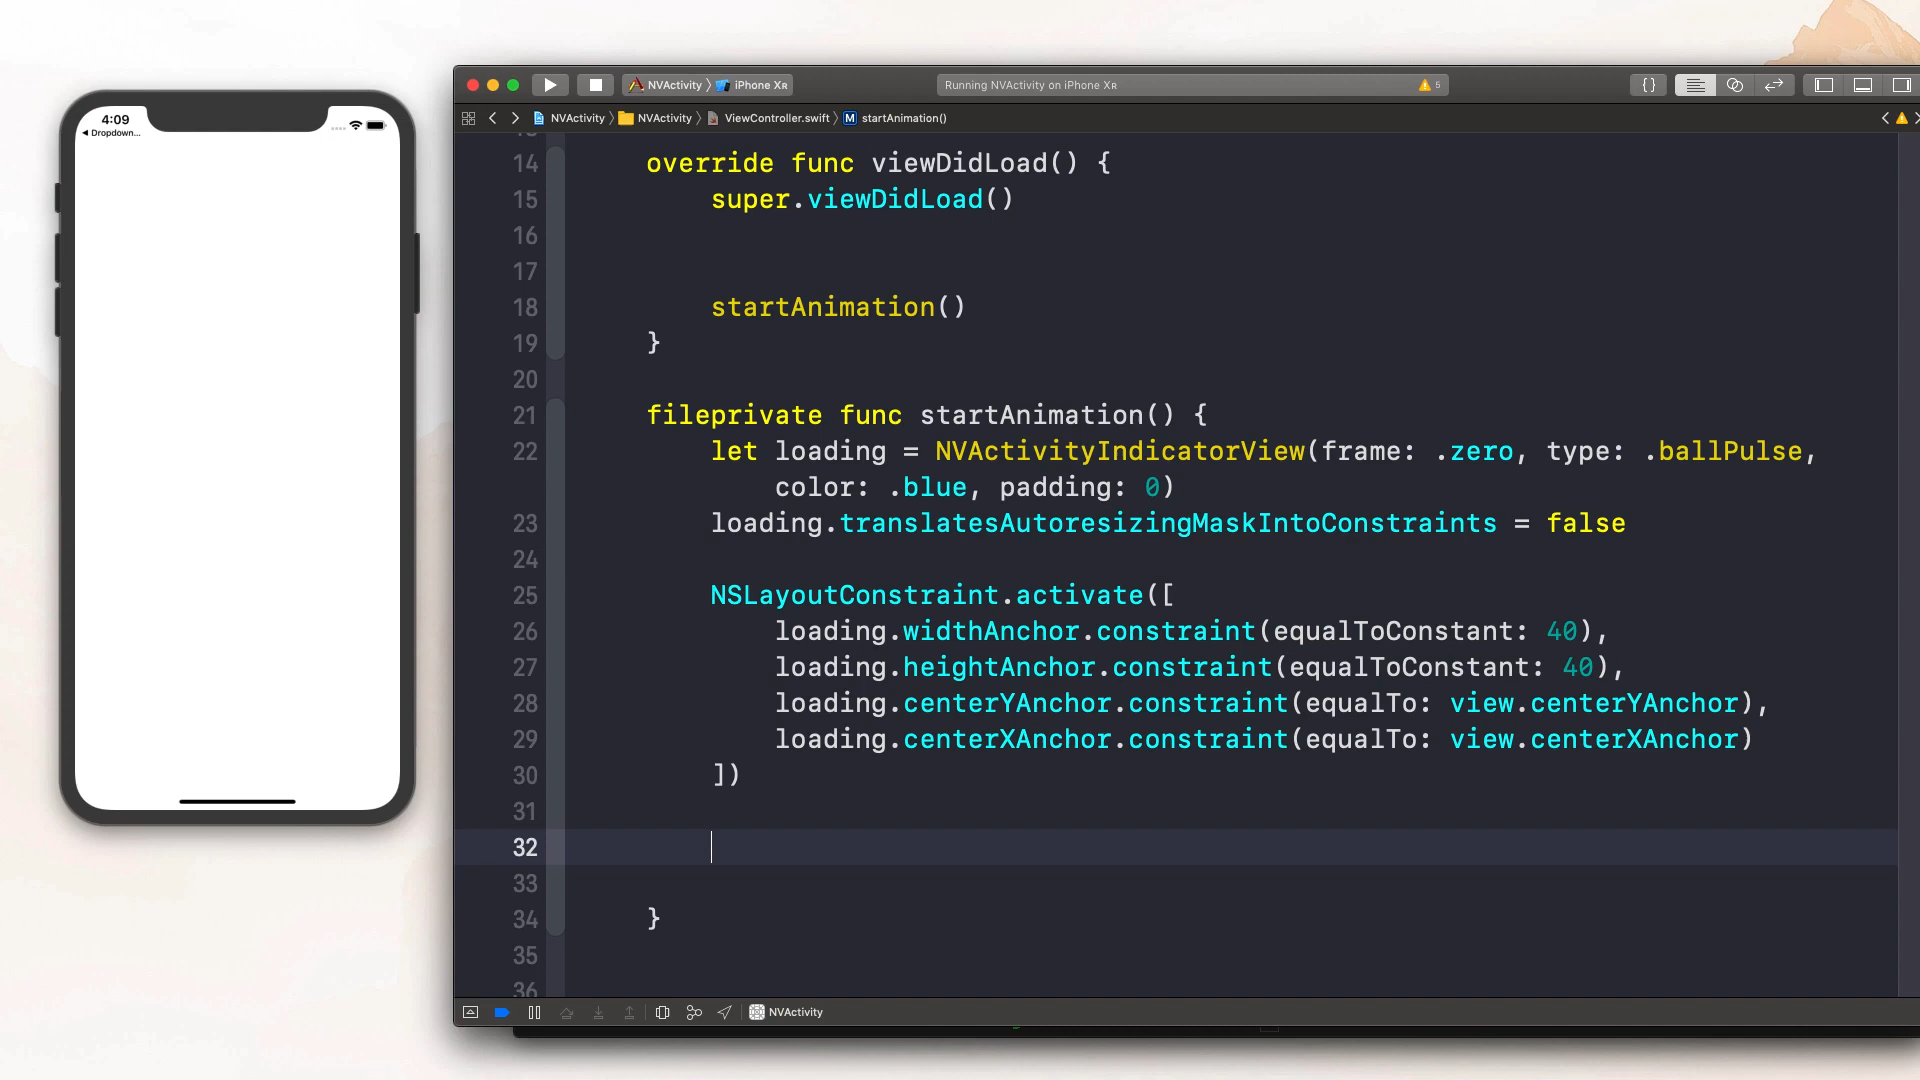 4:09
◀ Dropdown...
NVActivity
iPhone XR
Running NVActivity on iPhone XR
5
NVActivity
NVActivity
ViewController.swift
M
startAnimation()
14 override func viewDidLoad() {
15 super.viewDidLoad()
16
17
18 startAnimation()
19 }
20
21 fileprivate func startAnimation() {
22 let loading = NVActivityIndicatorView(frame: .zero, type: .ballPulse,
color: .blue, padding: 0)
23 loading.translatesAutoresizingMaskIntoConstraints = false
24
25 NSLayoutConstraint.activate([
26 loading.widthAnchor.constraint(equalToConstant: 40),
27 loading.heightAnchor.constraint(equalToConstant: 40),
28 loading.centerYAnchor.constraint(equalTo: view.centerYAnchor),
29 loading.centerXAnchor.constraint(equalTo: view.centerXAnchor)
30 ])
31
32
33
34 }
35
36
NVActivity